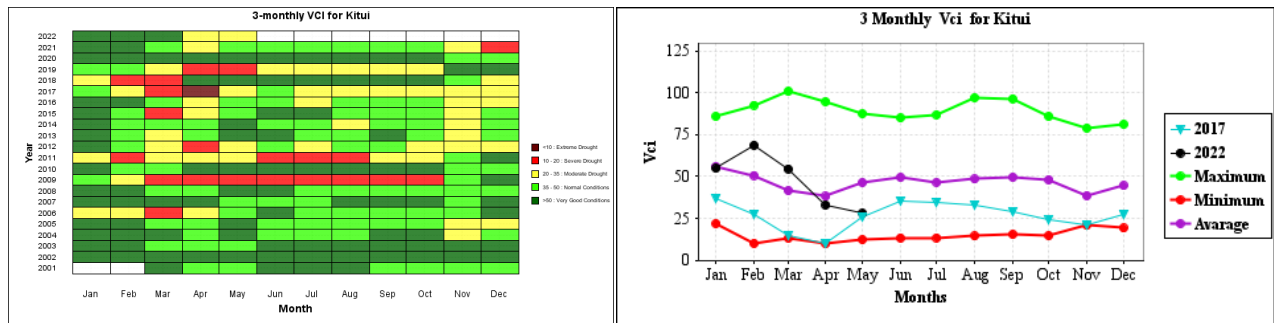 3-monthly VCI for Kitui
Year
2022
2021
2020
2019
2018
2017
2016
2015
2014
2013
2012
2011
2010
2009
2008
2007
2006
2005
2004
2003
2002
2001
Jan Feb Mar Apr May Jun Jul Aug Sep Oct Nov Dec
Month
<10 : Extreme Drought
10 - 20 : Severe Drought
20 - 35 : Moderate Drought
35 - 50 : Normal Conditions
>50 : Very Good Conditions
3 Monthly Vci for Kitui
Vci
125
100
75
50
25
0
Jan Feb Mar Apr May Jun Jul Aug Sep Oct Nov Dec
Months
2017
2022
Maximum
Minimum
Avarage